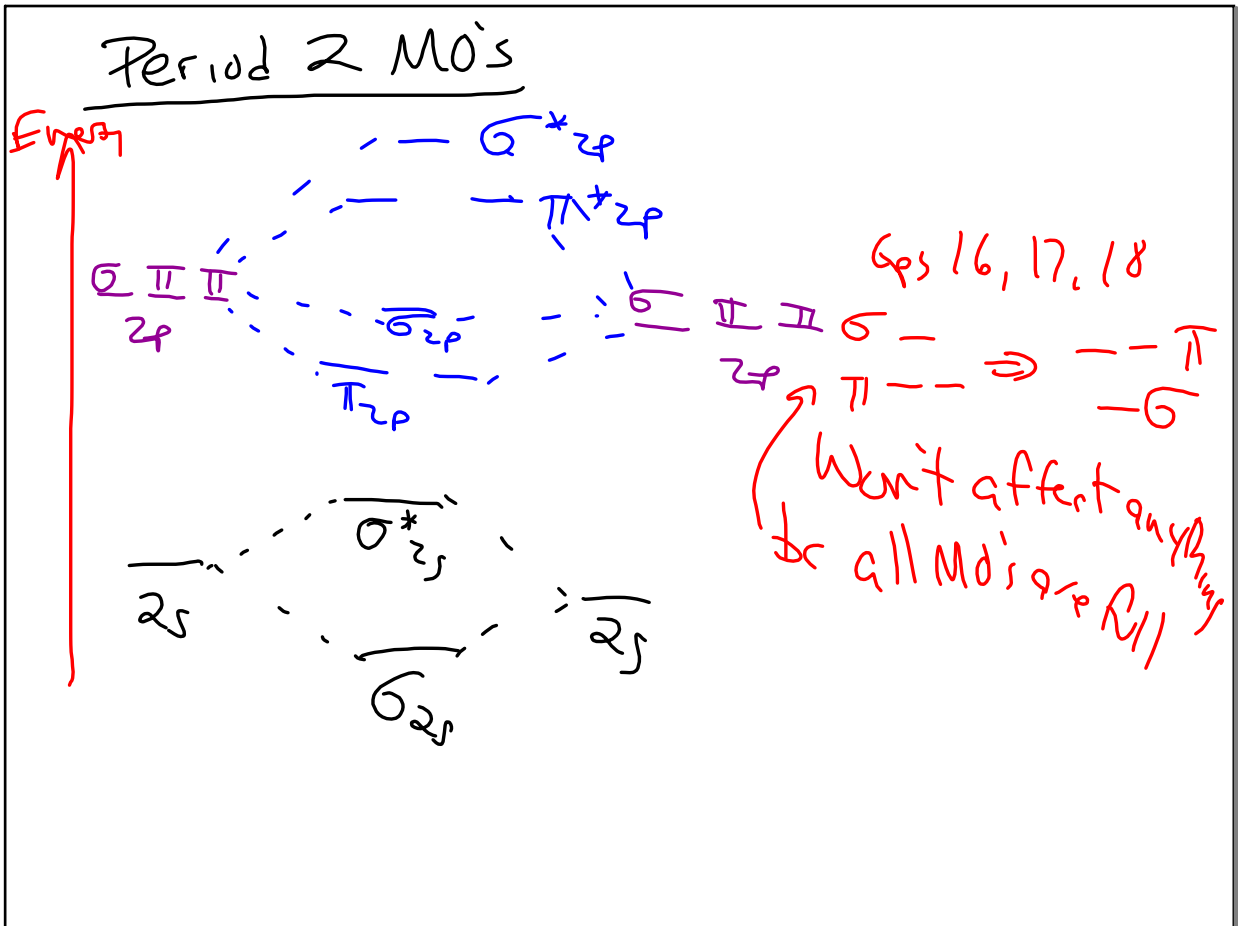 Period 2 MO's
Energy
σ*2p
π*2p
σ π π
2p
σ2p
π2p
σ π π
2p
Gps 16, 17, 18
σ — ⇒ — — π
π — — — σ
Won't affect anything
bc all MO's are full
σ*2s
2s
2s
σ2s